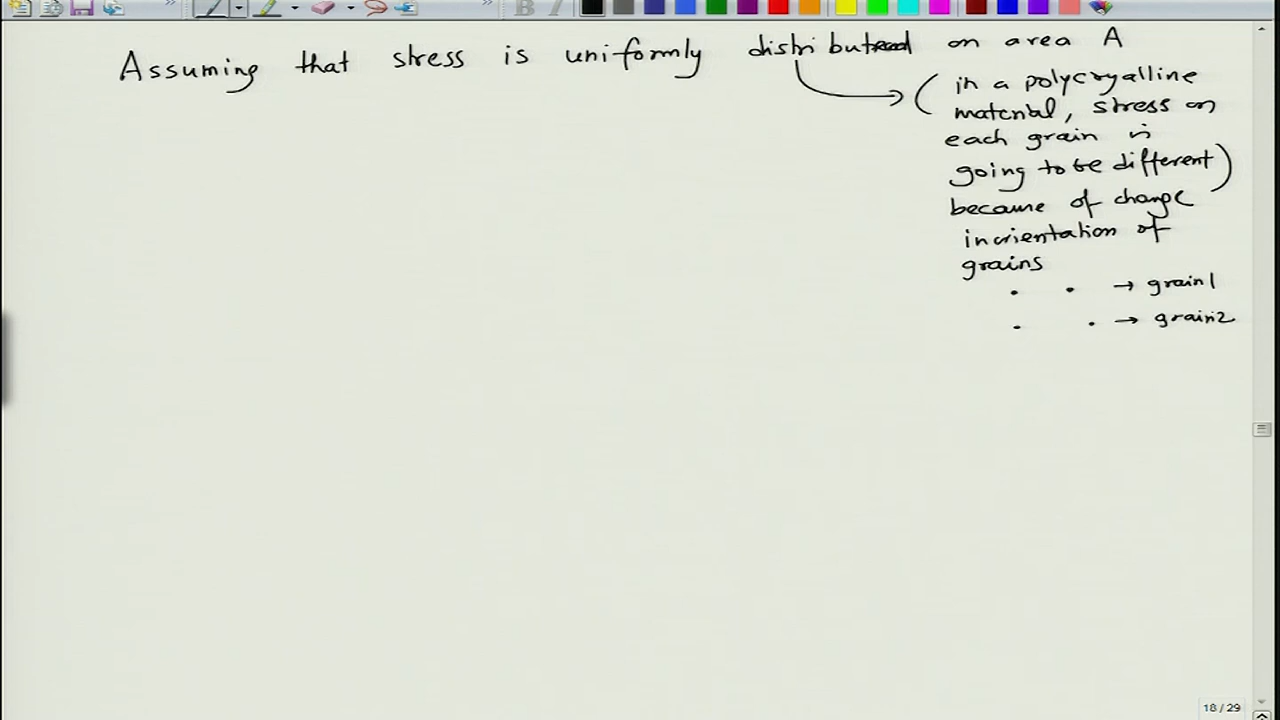 Assuming that stress is uniformly distributed on area A
(in a polycryalline
material, stress on
each grain is
going to be different)
because of change
in orientation of
grains
. . → grain 1
. . → grain 2
18 / 29